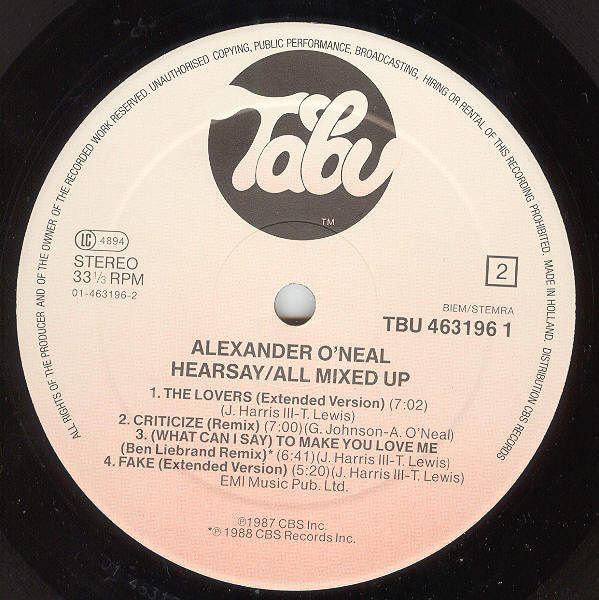 ALL RIGHTS OF THE PRODUCER AND OF THE OWNER OF THE RECORDED WORK RESERVED. UNAUTHORISED COPYING, PUBLIC PERFORMANCE, BROADCASTING, HIRING OR RENTAL OF THIS RECORDING PROHIBITED. MADE IN HOLLAND. DISTRIBUTION CBS RECORDS
Tabu
TM
LC 4894
STEREO
33 1/3 RPM
01-463196-2
2
BIEM/STEMRA
TBU 463196 1
ALEXANDER O'NEAL
HEARSAY/ALL MIXED UP
1. THE LOVERS (Extended Version) (7:02)
(J. Harris III-T. Lewis)
2. CRITICIZE (Remix) (7:00)(G. Johnson-A. O'Neal)
3. (WHAT CAN I SAY) TO MAKE YOU LOVE ME
(Ben Liebrand Remix)* (6:41)(J. Harris III-T. Lewis)
4. FAKE (Extended Version) (5:20)(J. Harris III-T. Lewis)
EMI Music Pub. Ltd.
℗1987 CBS Inc.
*℗1988 CBS Records Inc.